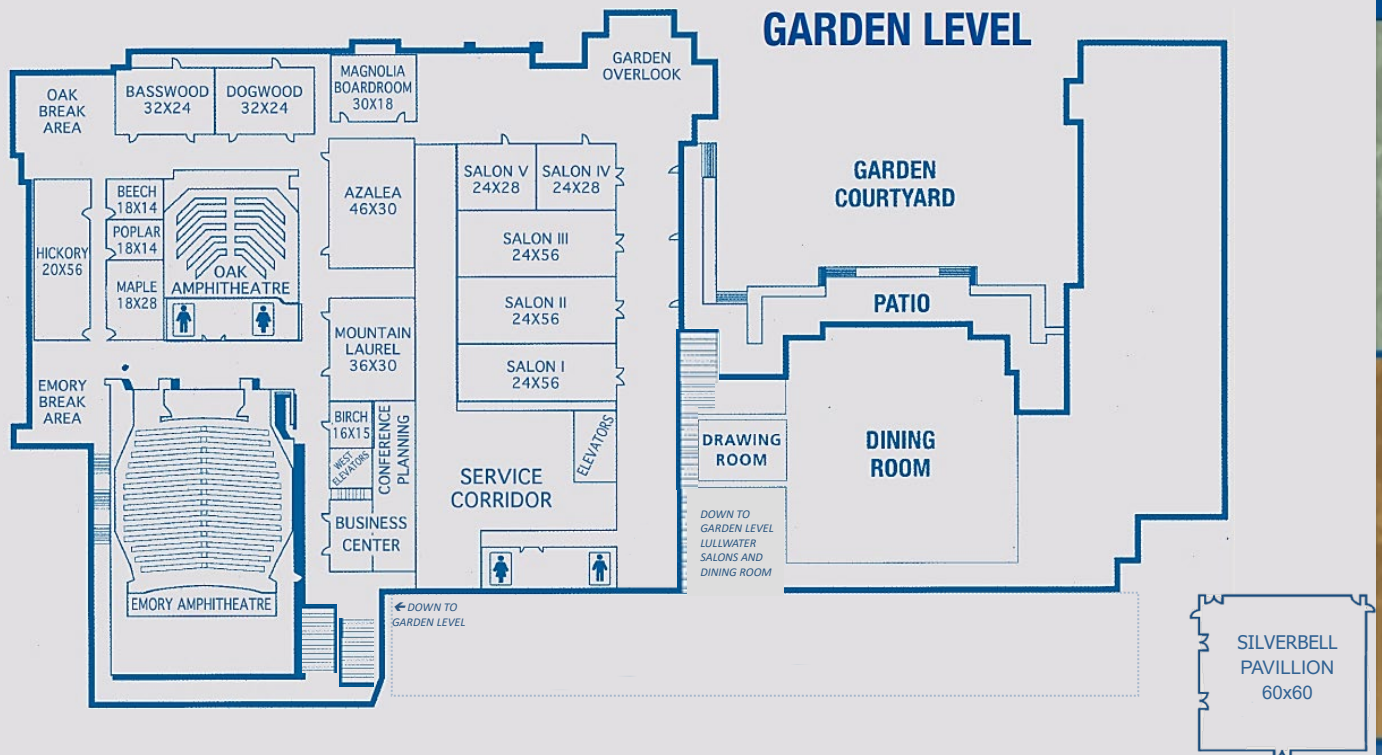 GARDEN LEVEL
GARDEN
OVERLOOK
OAK
BREAK
AREA
BASSWOOD
32X24
DOGWOOD
32X24
MAGNOLIA
BOARDROOM
30X18
AZALEA
46X30
SALON V
24X28
SALON IV
24X28
SALON III
24X56
SALON II
24X56
SALON I
24X56
GARDEN
COURTYARD
PATIO
BEECH
18X14
POPLAR
18X14
MAPLE
18X28
HICKORY
20X56
OAK
AMPHITHEATRE
MOUNTAIN
LAUREL
36X30
EMORY
BREAK
AREA
BIRCH
16X15
CONFERENCE
PLANNING
WEST
ELEVATORS
ELEVATORS
SERVICE
CORRIDOR
DRAWING
ROOM
DINING
ROOM
BUSINESS
CENTER
DOWN TO
GARDEN LEVEL
LULLWATER
SALONS AND
DINING ROOM
EMORY AMPHITHEATRE
← DOWN TO
GARDEN LEVEL
SILVERBELL
PAVILLION
60x60